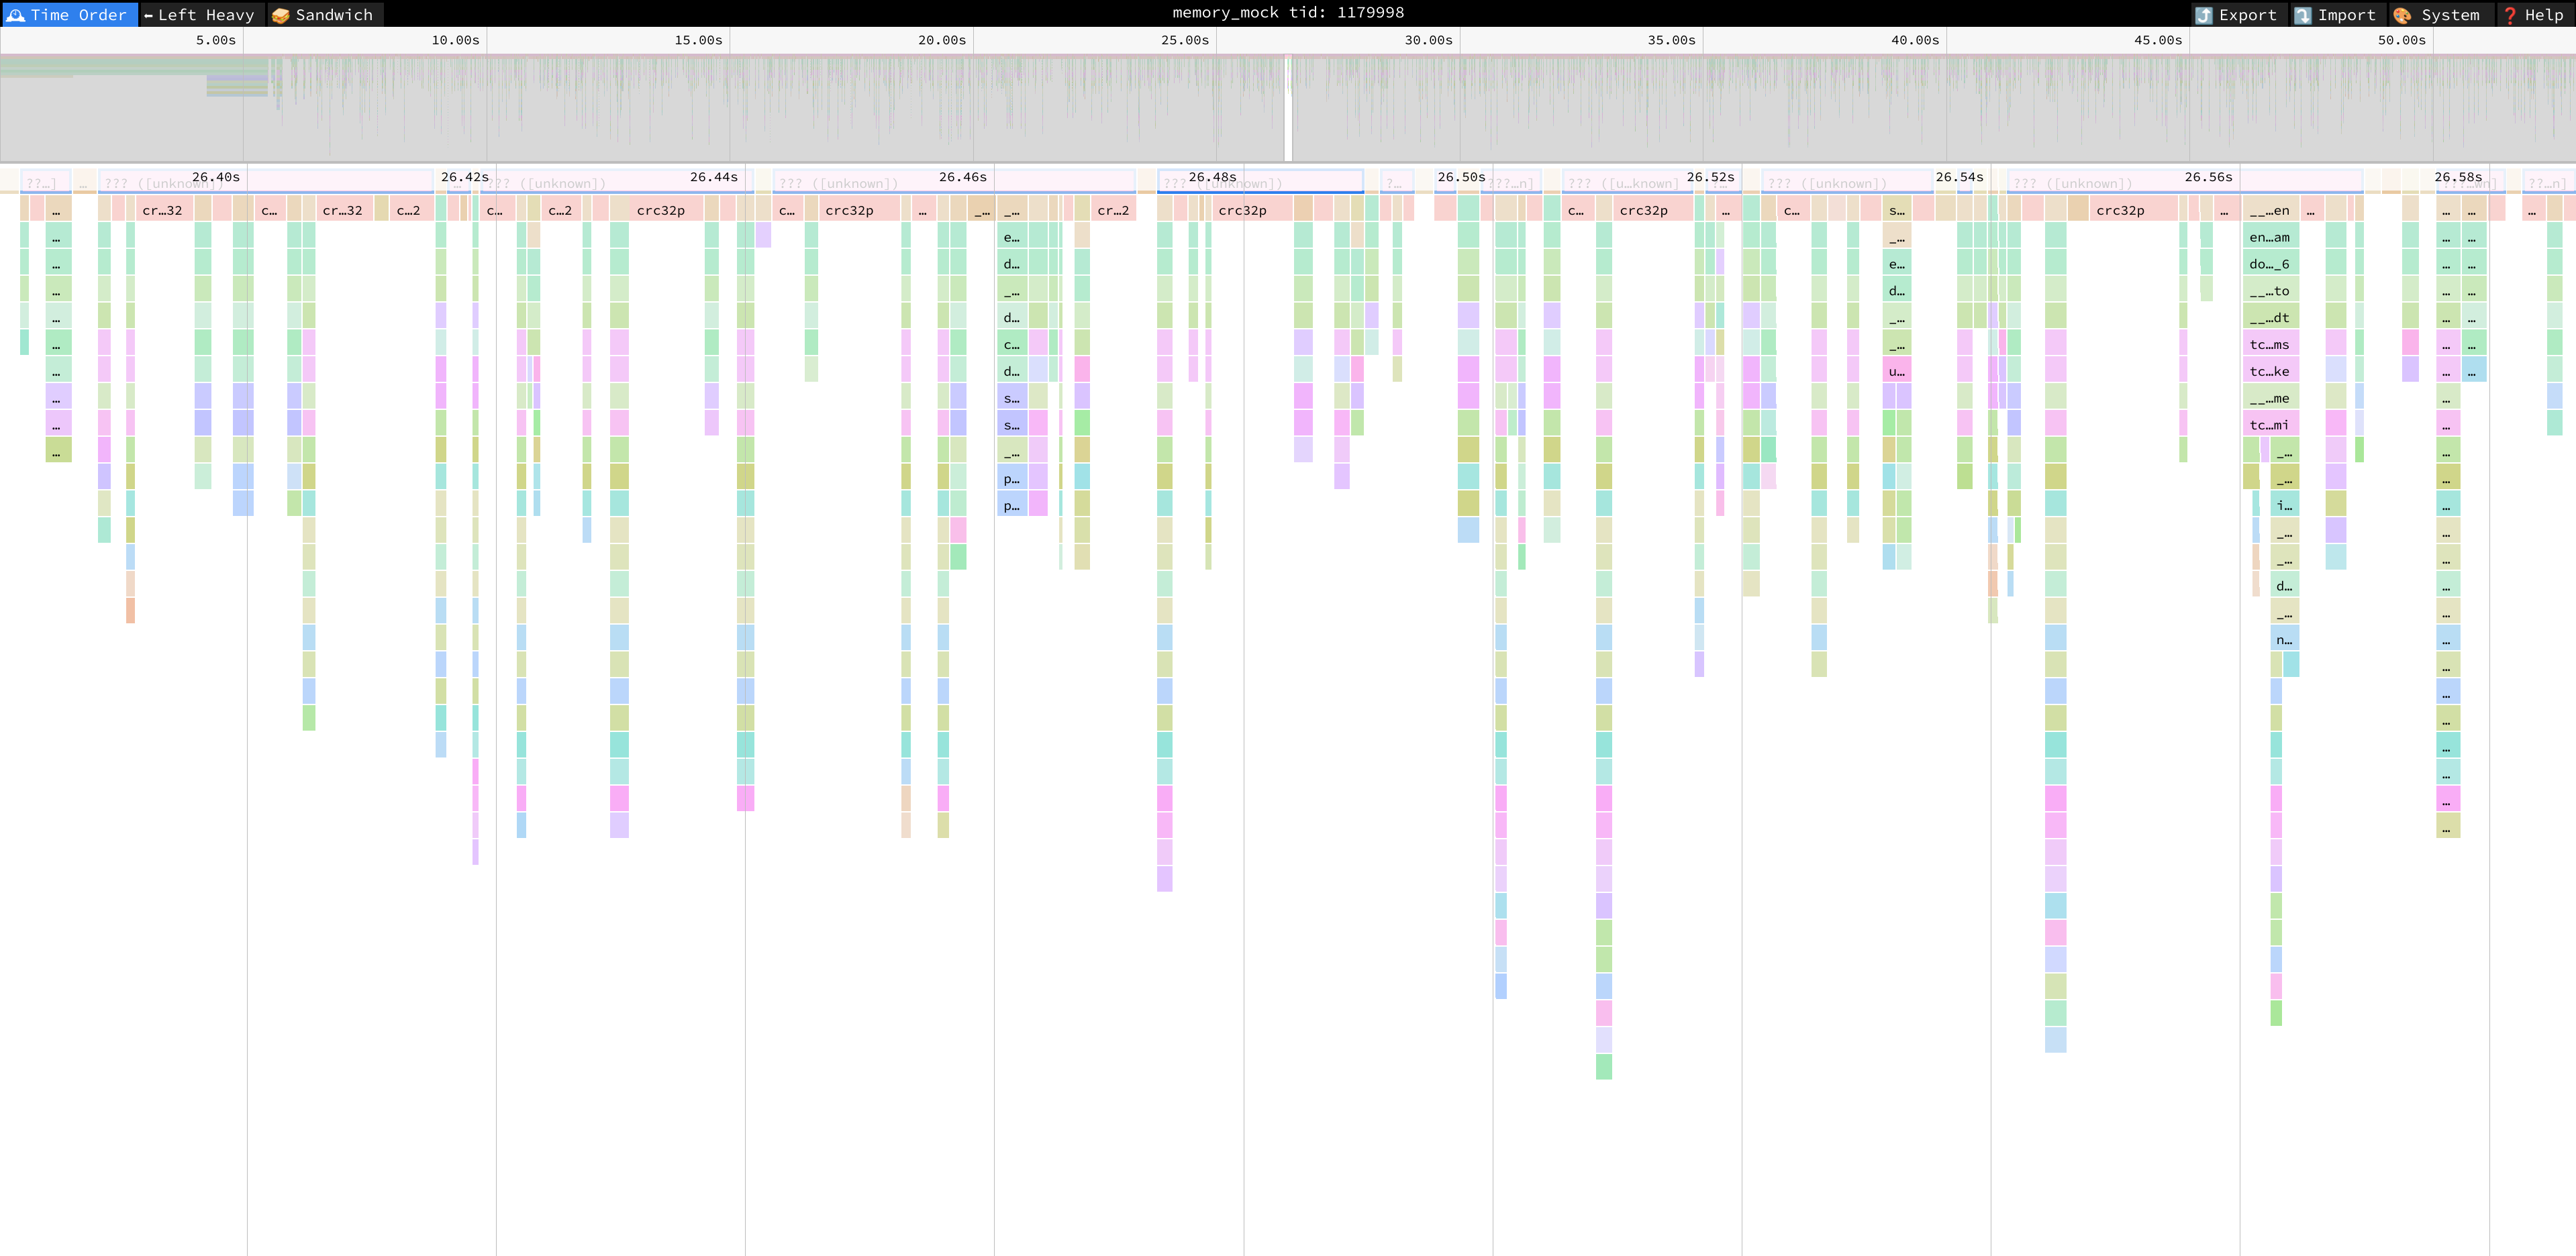 🕰 Time Order ⬅ Left Heavy 🥪 Sandwich memory_mock tid: 1179998 ⤴ Export ⤵ Import 🎨 System ❓ Help
5.00s 10.00s 15.00s 20.00s 25.00s 30.00s 35.00s 40.00s 45.00s 50.00s
26.40s 26.42s 26.44s 26.46s 26.48s 26.50s 26.52s 26.54s 26.56s 26.58s
??…] … ??? ([unknown]) … ??? ([unknown]) ??? ([unknown]) ??? ([unknown]) ?… ???…n] ??? ([u…known] ??? ([unknown]) ??? ([unknown]) ??…n]
… cr…32 c… cr…32 c…2 c… c…2 crc32p c… crc32p … _… _… cr…2 crc32p c… crc32p … c… s… crc32p … __…en … … … …
… e… _… en…am … …
… d… e… do…_6 … …
… _… d… __…to … …
… d… _… __…dt … …
… c… _… tc…ms … …
… d… u… tc…ke … …
… s… __…me …
… s… tc…mi …
… _… _… …
p… _… …
p… i… …
_… …
_… …
d… …
_… …
n… …
…
…
…
…
…
…
…